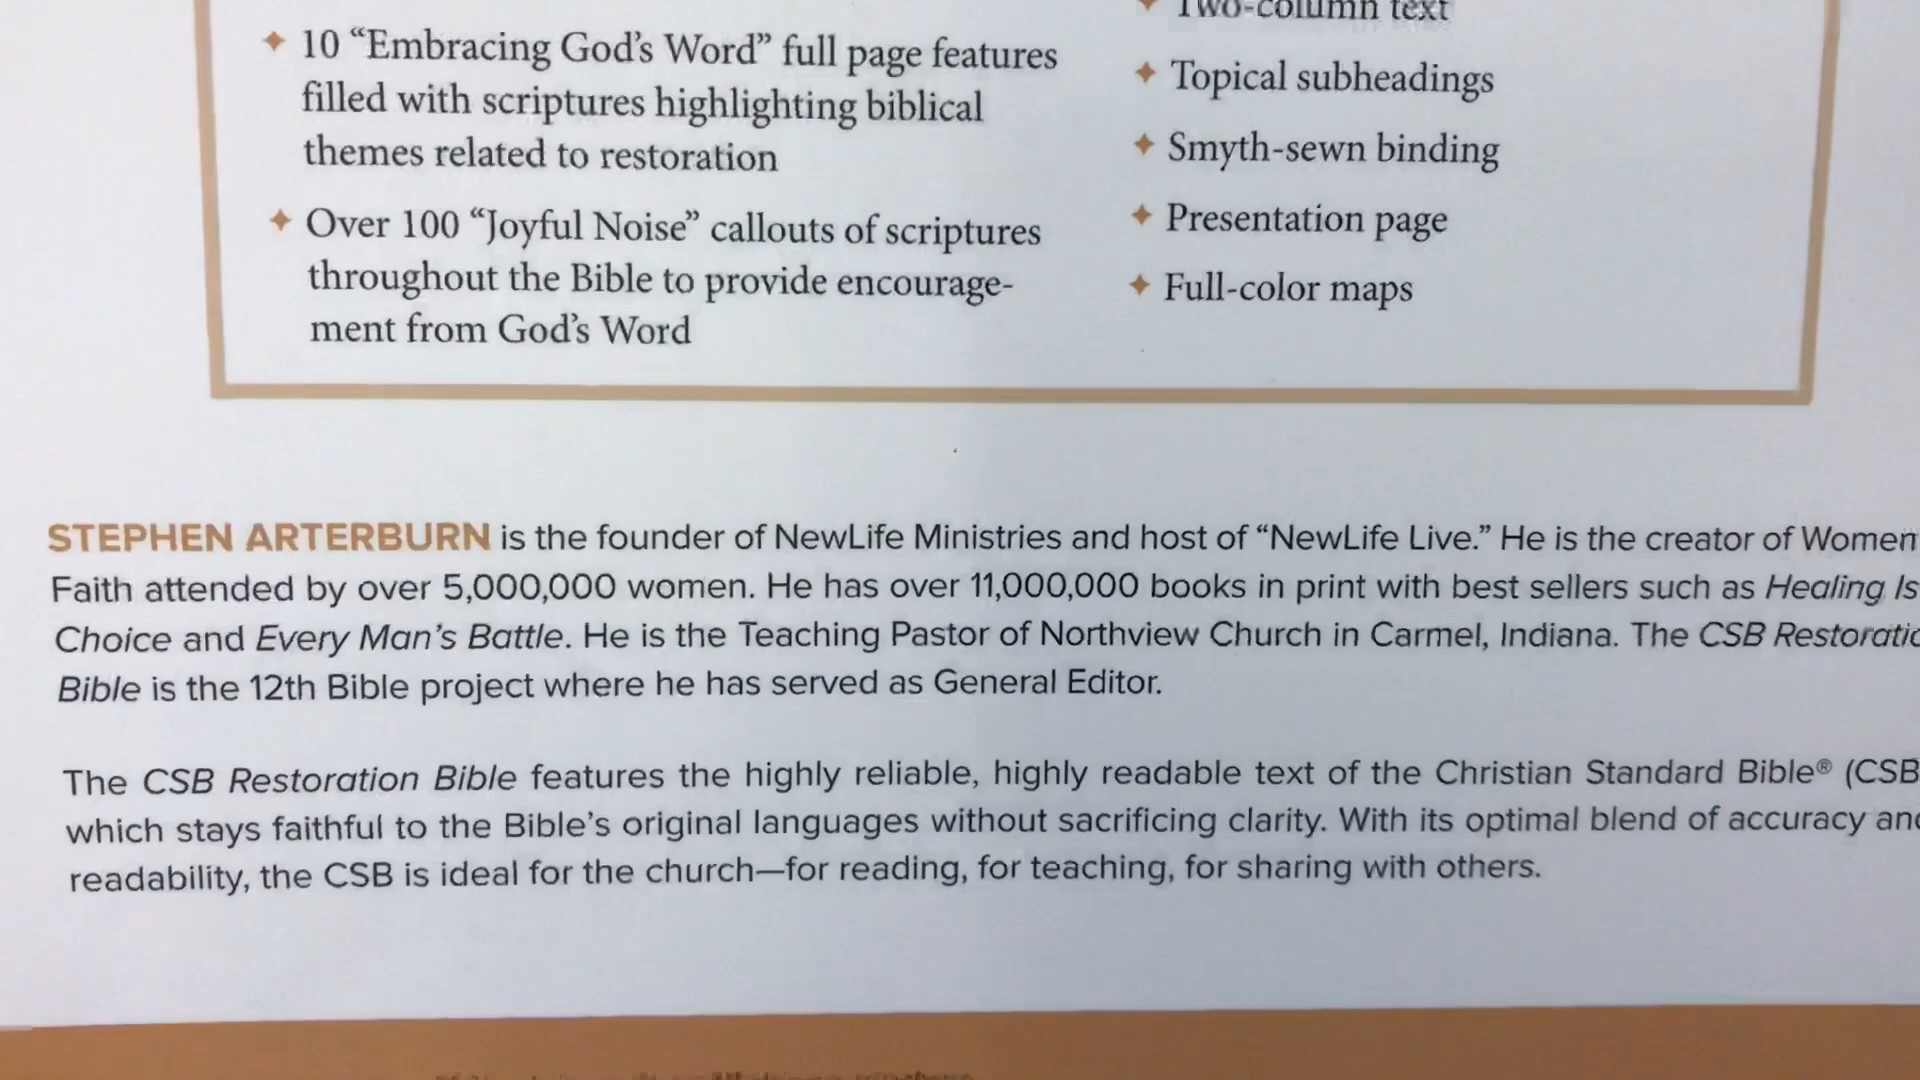 10 “Embracing God’s Word” full page features
filled with scriptures highlighting biblical
themes related to restoration
Over 100 “Joyful Noise” callouts of scriptures
throughout the Bible to provide encourage-
ment from God’s Word
Two-column text
Topical subheadings
Smyth-sewn binding
Presentation page
Full-color maps
STEPHEN ARTERBURN is the founder of NewLife Ministries and host of “NewLife Live.” He is the creator of Women
Faith attended by over 5,000,000 women. He has over 11,000,000 books in print with best sellers such as Healing Is
Choice and Every Man’s Battle. He is the Teaching Pastor of Northview Church in Carmel, Indiana. The CSB Restoratio
Bible is the 12th Bible project where he has served as General Editor.
The CSB Restoration Bible features the highly reliable, highly readable text of the Christian Standard Bible® (CSB
which stays faithful to the Bible’s original languages without sacrificing clarity. With its optimal blend of accuracy and
readability, the CSB is ideal for the church—for reading, for teaching, for sharing with others.